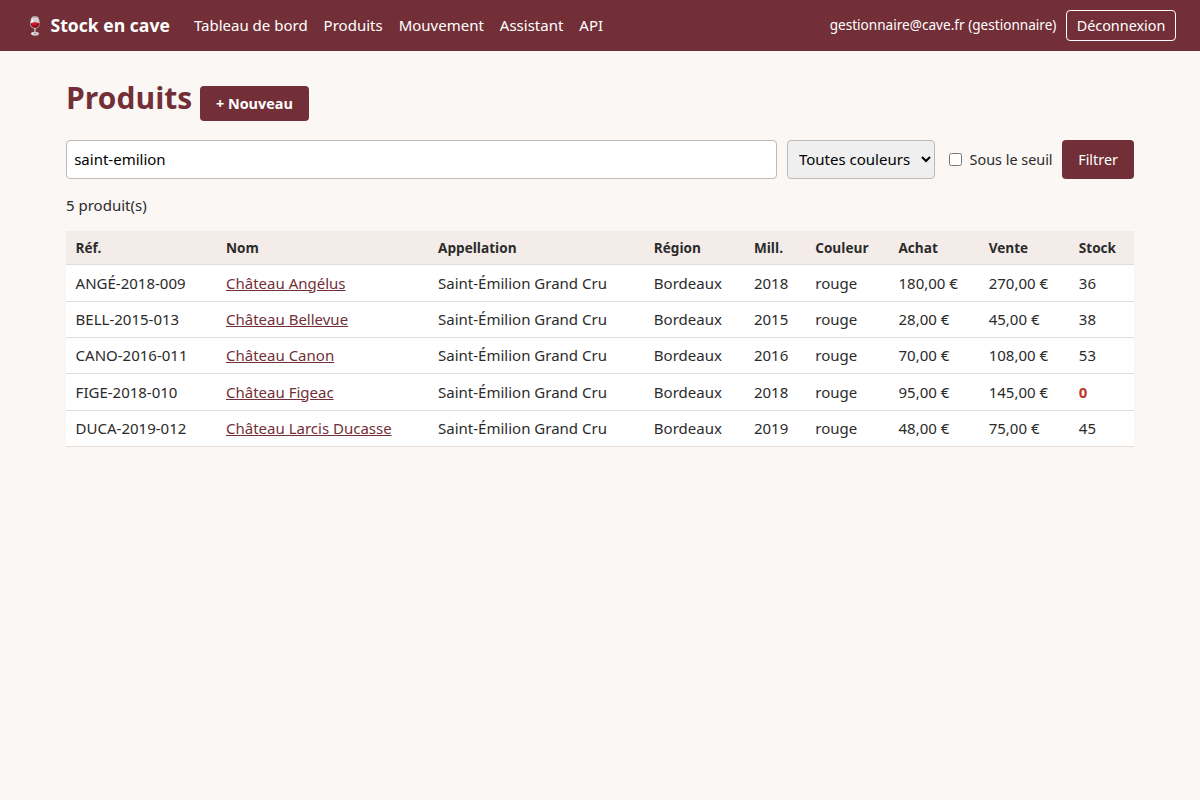 Stock en cave Tableau de bord Produits Mouvement Assistant API gestionnaire@cave.fr (gestionnaire) Déconnexion
Produits + Nouveau
saint-emilion Toutes couleurs Sous le seuil Filtrer
5 produit(s)
Réf. Nom Appellation Région Mill. Couleur Achat Vente Stock
ANGÉ-2018-009 Château Angélus Saint-Émilion Grand Cru Bordeaux 2018 rouge 180,00 € 270,00 € 36
BELL-2015-013 Château Bellevue Saint-Émilion Grand Cru Bordeaux 2015 rouge 28,00 € 45,00 € 38
CANO-2016-011 Château Canon Saint-Émilion Grand Cru Bordeaux 2016 rouge 70,00 € 108,00 € 53
FIGE-2018-010 Château Figeac Saint-Émilion Grand Cru Bordeaux 2018 rouge 95,00 € 145,00 € 0
DUCA-2019-012 Château Larcis Ducasse Saint-Émilion Grand Cru Bordeaux 2019 rouge 48,00 € 75,00 € 45